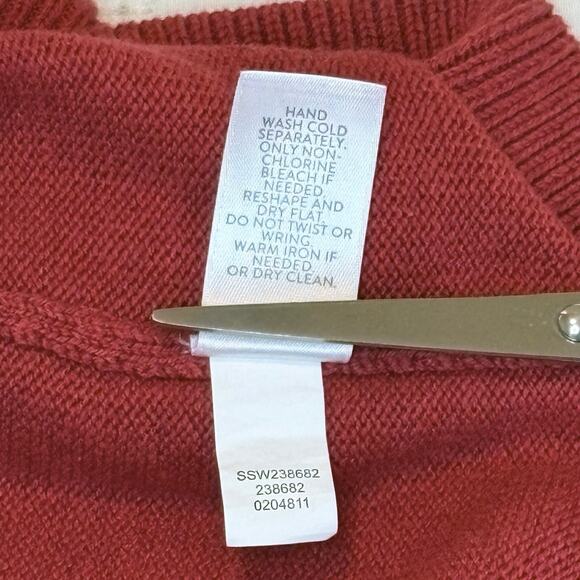 HAND
WASH COLD
SEPARATELY.
ONLY NON-
CHLORINE
BLEACH IF
NEEDED.
RESHAPE AND
DRY FLAT.
DO NOT TWIST OR
WRING.
WARM IRON IF
NEEDED
OR DRY CLEAN.
SSW238682
238682
0204811